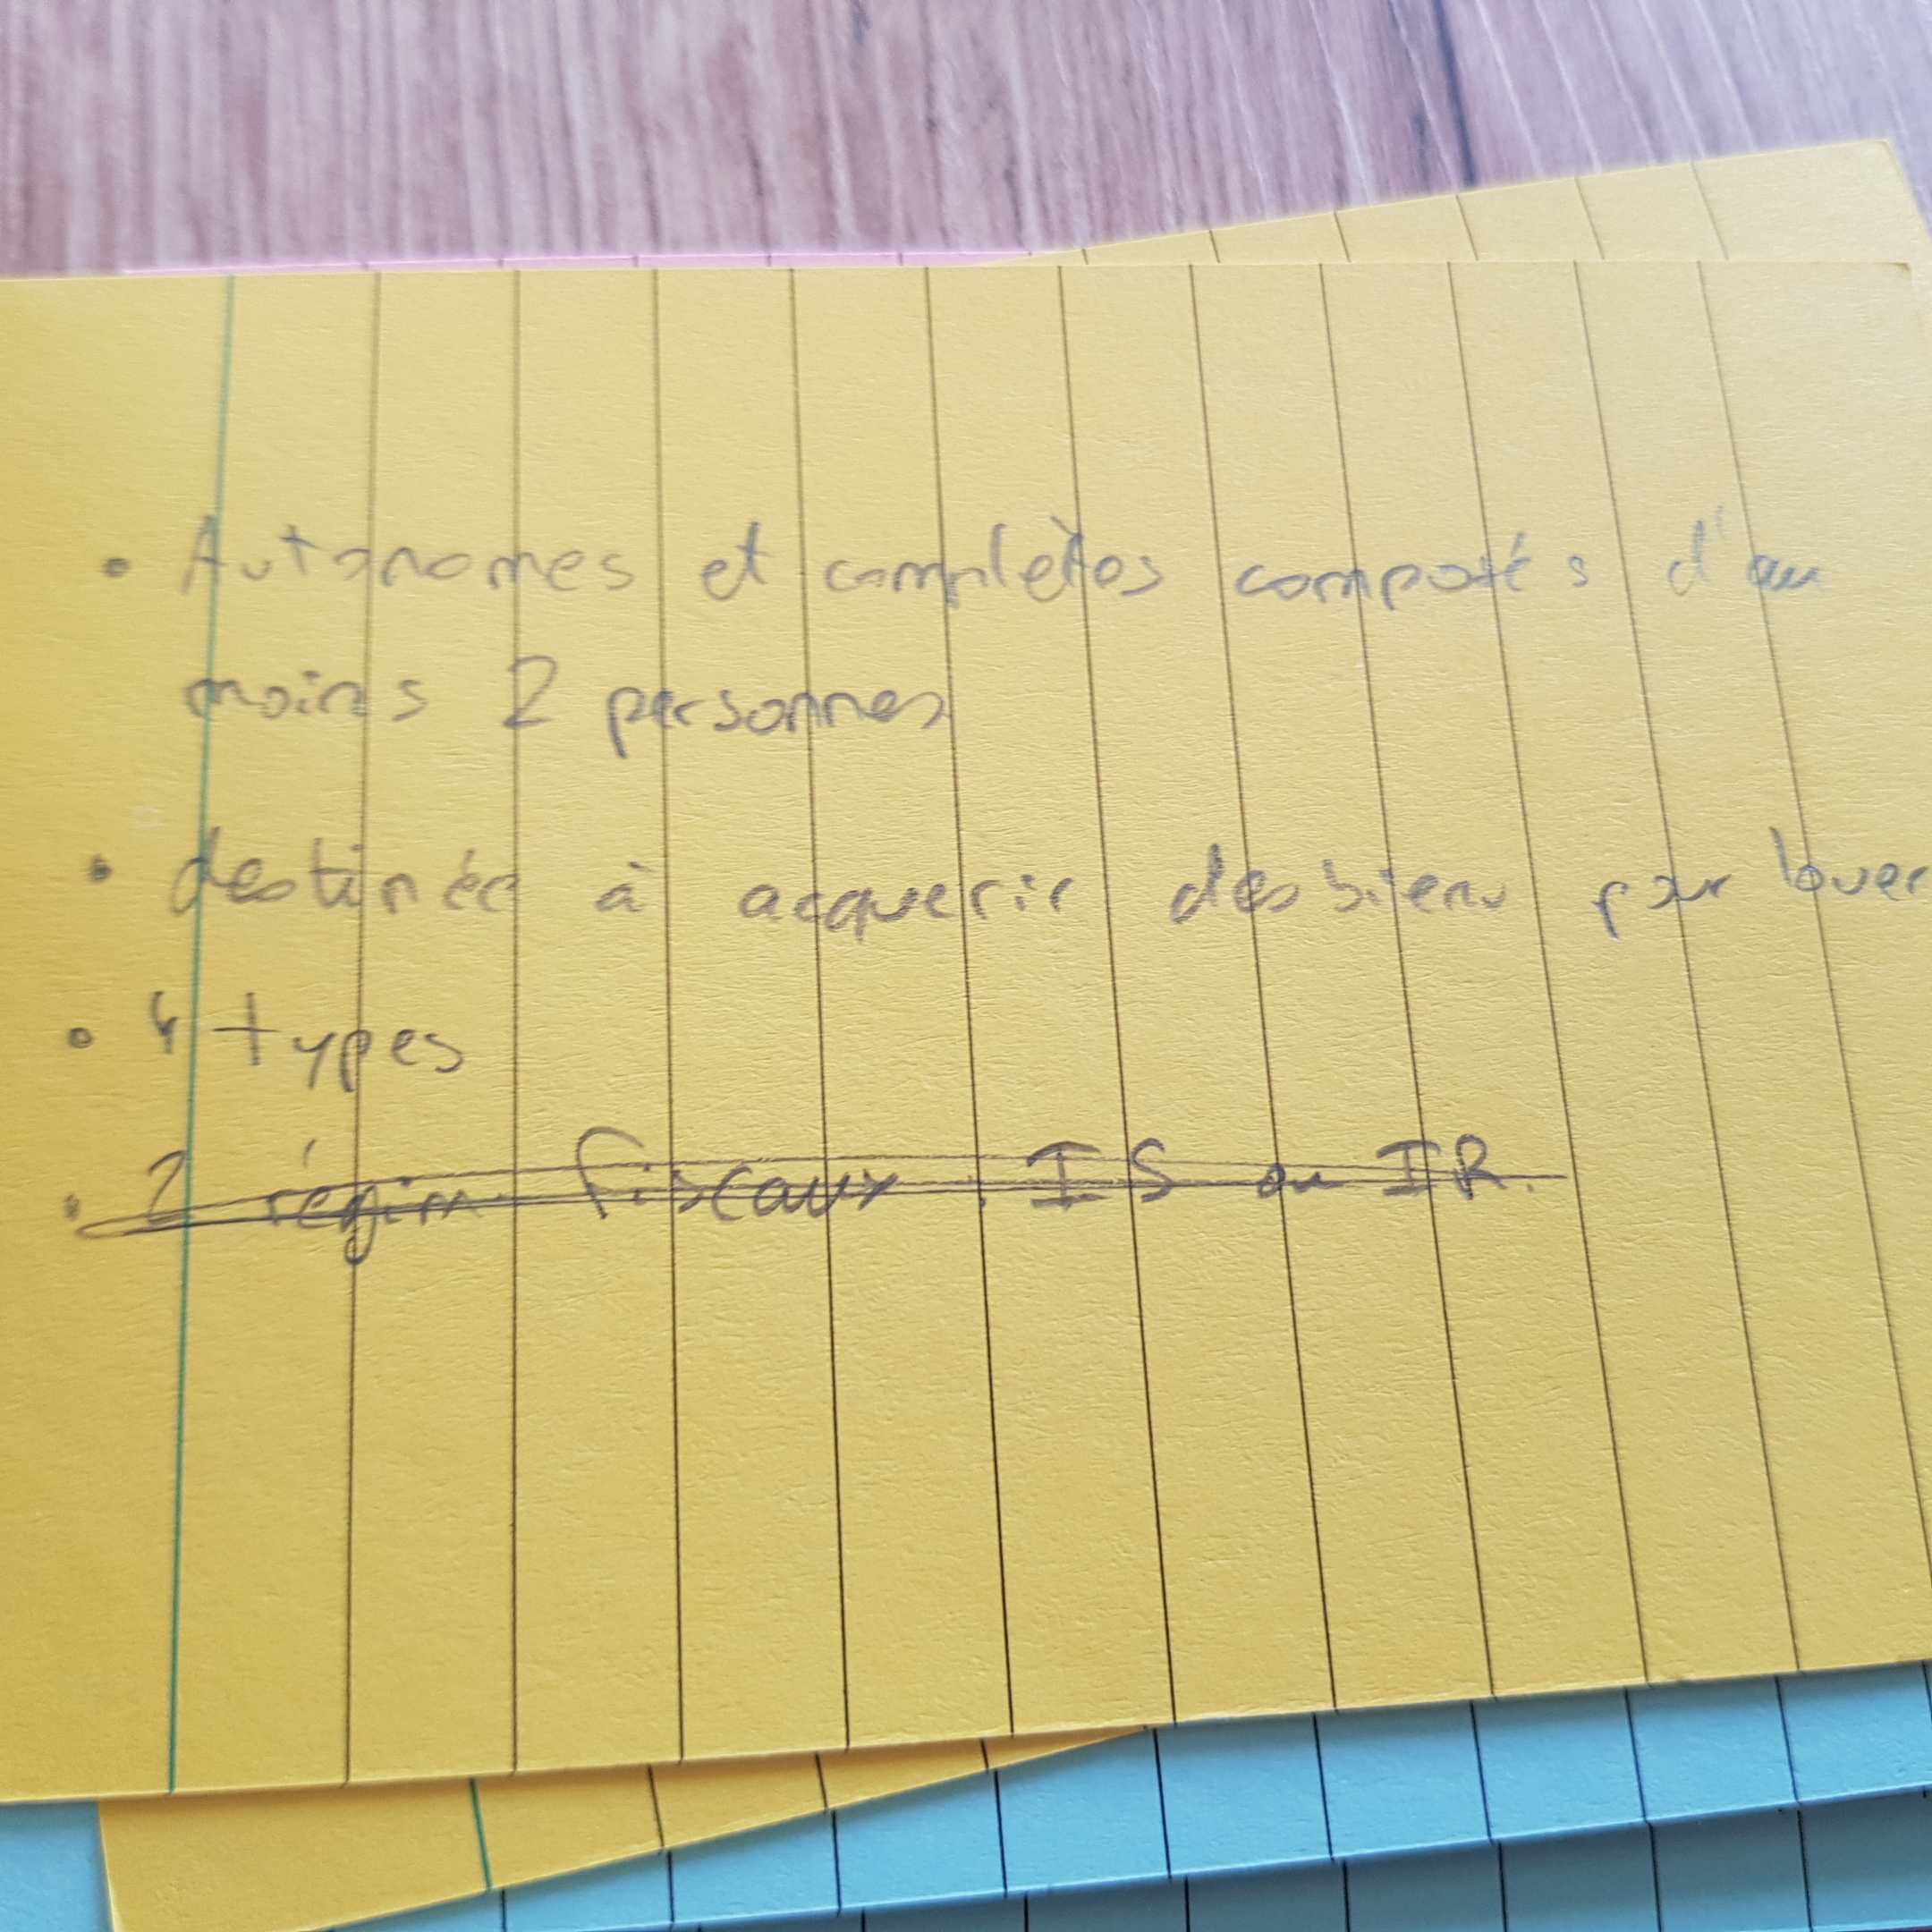 • Autonomes et complètes composés d'au
moins 2 personnes
• destinée à acquerir des biens pour louer
• 4 types
• 2 régim fiscaux : IS ou IR.